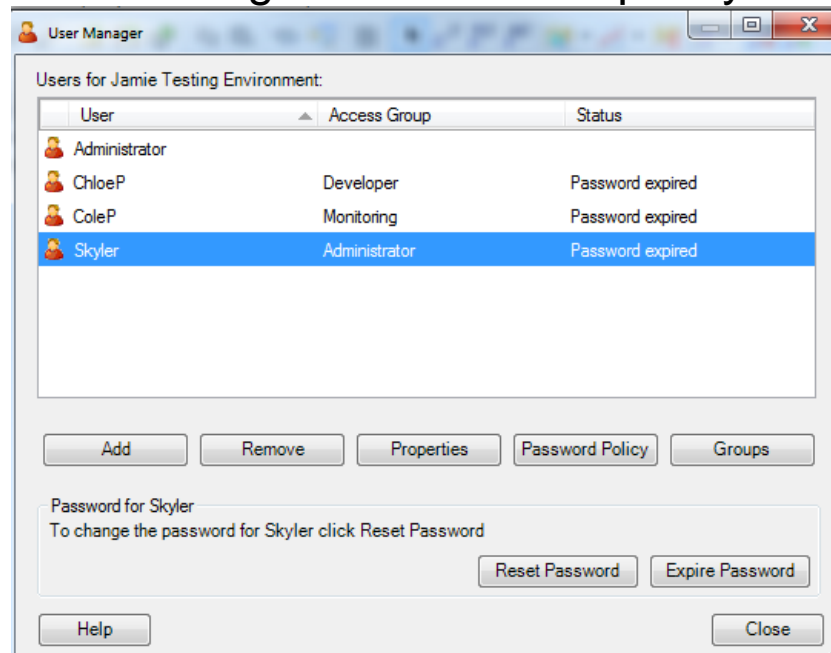 User Manager
Users for Jamie Testing Environment:
User Access Group Status
Administrator
ChloeP Developer Password expired
ColeP Monitoring Password expired
Skyler Administrator Password expired
Add Remove Properties Password Policy Groups
Password for Skyler
To change the password for Skyler click Reset Password
Reset Password Expire Password
Help Close